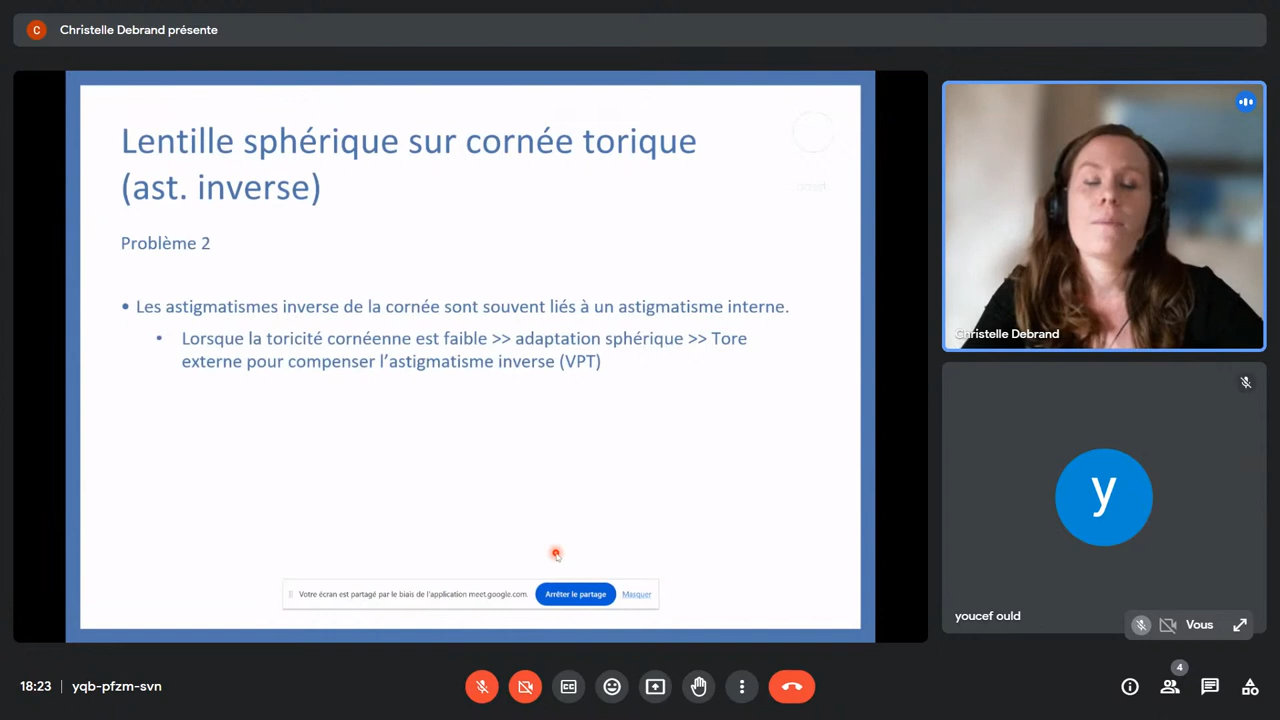 C
Christelle Debrand présente
Lentille sphérique sur cornée torique
(ast. inverse)
Problème 2
• Les astigmatismes inverse de la cornée sont souvent liés à un astigmatisme interne.
• Lorsque la toricité cornéenne est faible >> adaptation sphérique >> Tore
externe pour compenser l'astigmatisme inverse (VPT)
Votre écran est partagé par le biais de l'application meet.google.com.
Arrêter le partage
Masquer
Christelle Debrand
y
youcef ould
Vous
18:23 | yqb-pfzm-svn
4